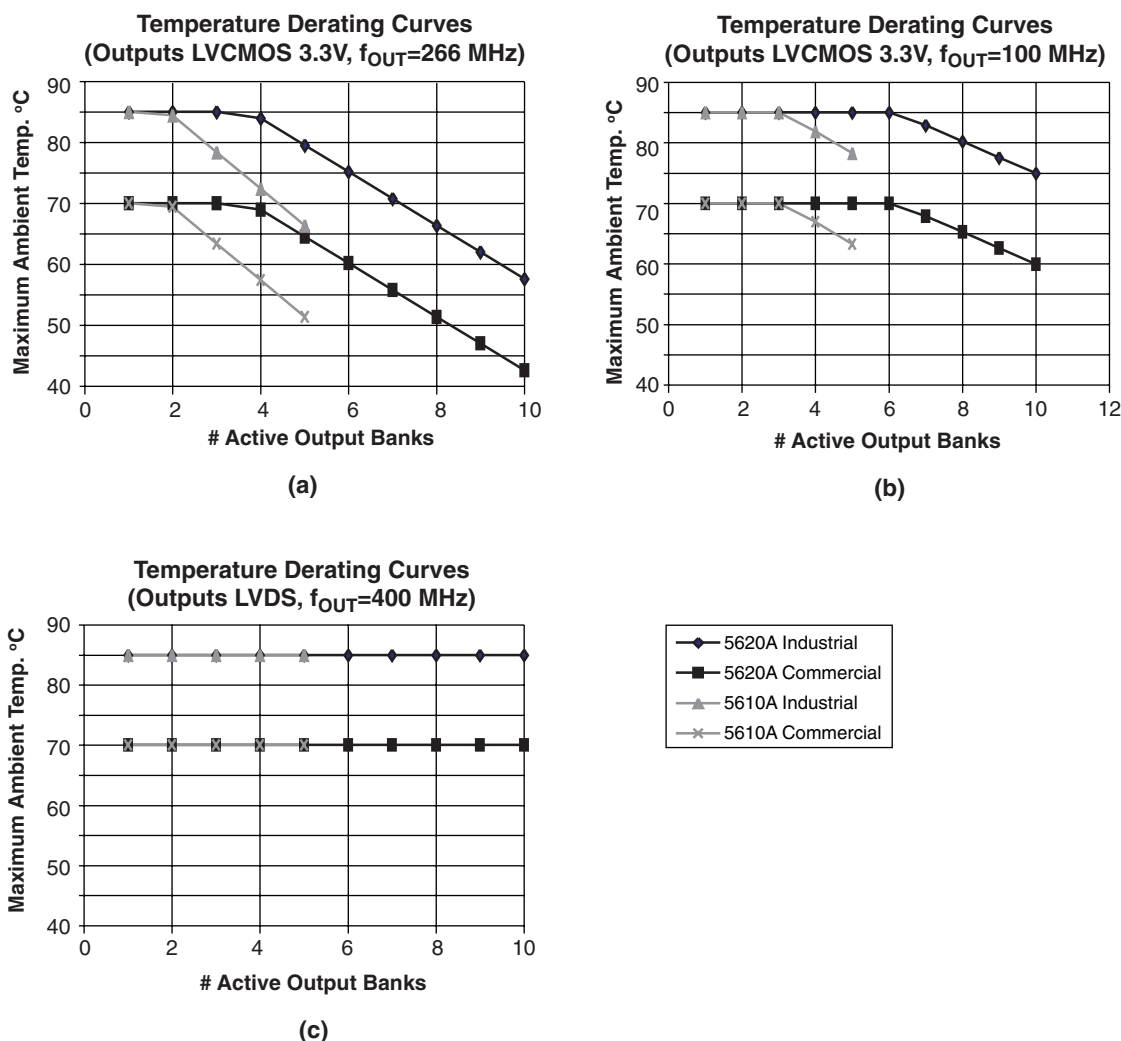 Temperature Derating Curves
(Outputs LVCMOS 3.3V, fOUT=266 MHz)
Maximum Ambient Temp. °C
90
80
70
60
50
40
0
2
4
6
8
10
# Active Output Banks
(a)
Temperature Derating Curves
(Outputs LVCMOS 3.3V, fOUT=100 MHz)
Maximum Ambient Temp. °C
90
80
70
60
50
40
0
2
4
6
8
10
12
# Active Output Banks
(b)
Temperature Derating Curves
(Outputs LVDS, fOUT=400 MHz)
Maximum Ambient Temp. °C
90
80
70
60
50
40
0
2
4
6
8
10
# Active Output Banks
(c)
5620A Industrial
5620A Commercial
5610A Industrial
5610A Commercial